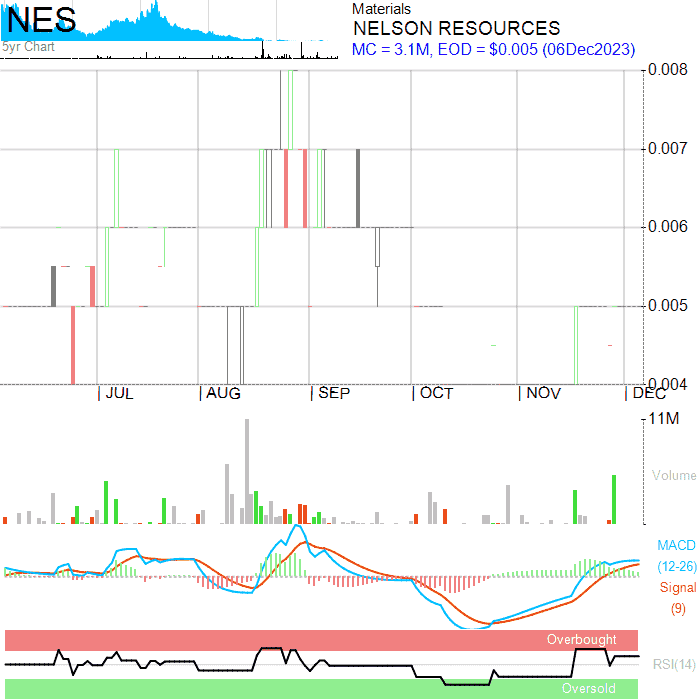 NES
5yr Chart
Materials
NELSON RESOURCES
MC = 3.1M, EOD = $0.005 (06Dec2023)
0.008
0.007
0.006
0.005
0.004
JUL AUG SEP OCT NOV DEC
11M
Volume
MACD
(12-26)
Signal
(9)
Overbought
RSI(14)
Oversold